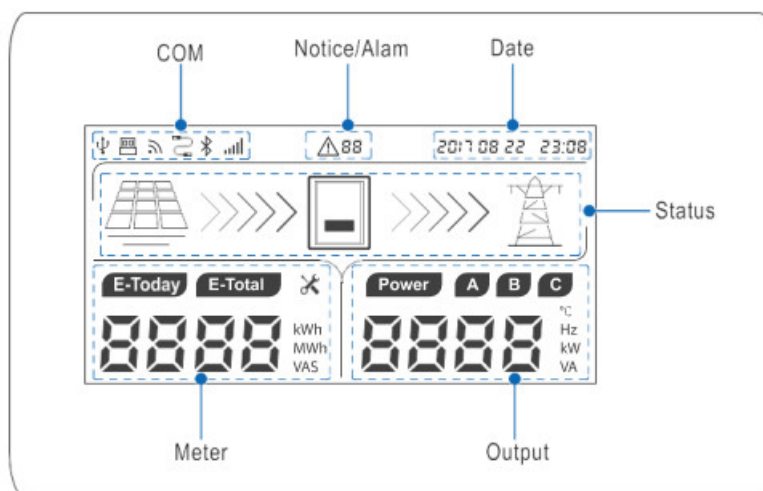 COM
Notice/Alam
Date
88
2017 08 22 23:08
Status
E-Today E-Total
Power A B C
8888
kWh
MWh
VAS
8888
°C
Hz
kW
VA
Meter
Output